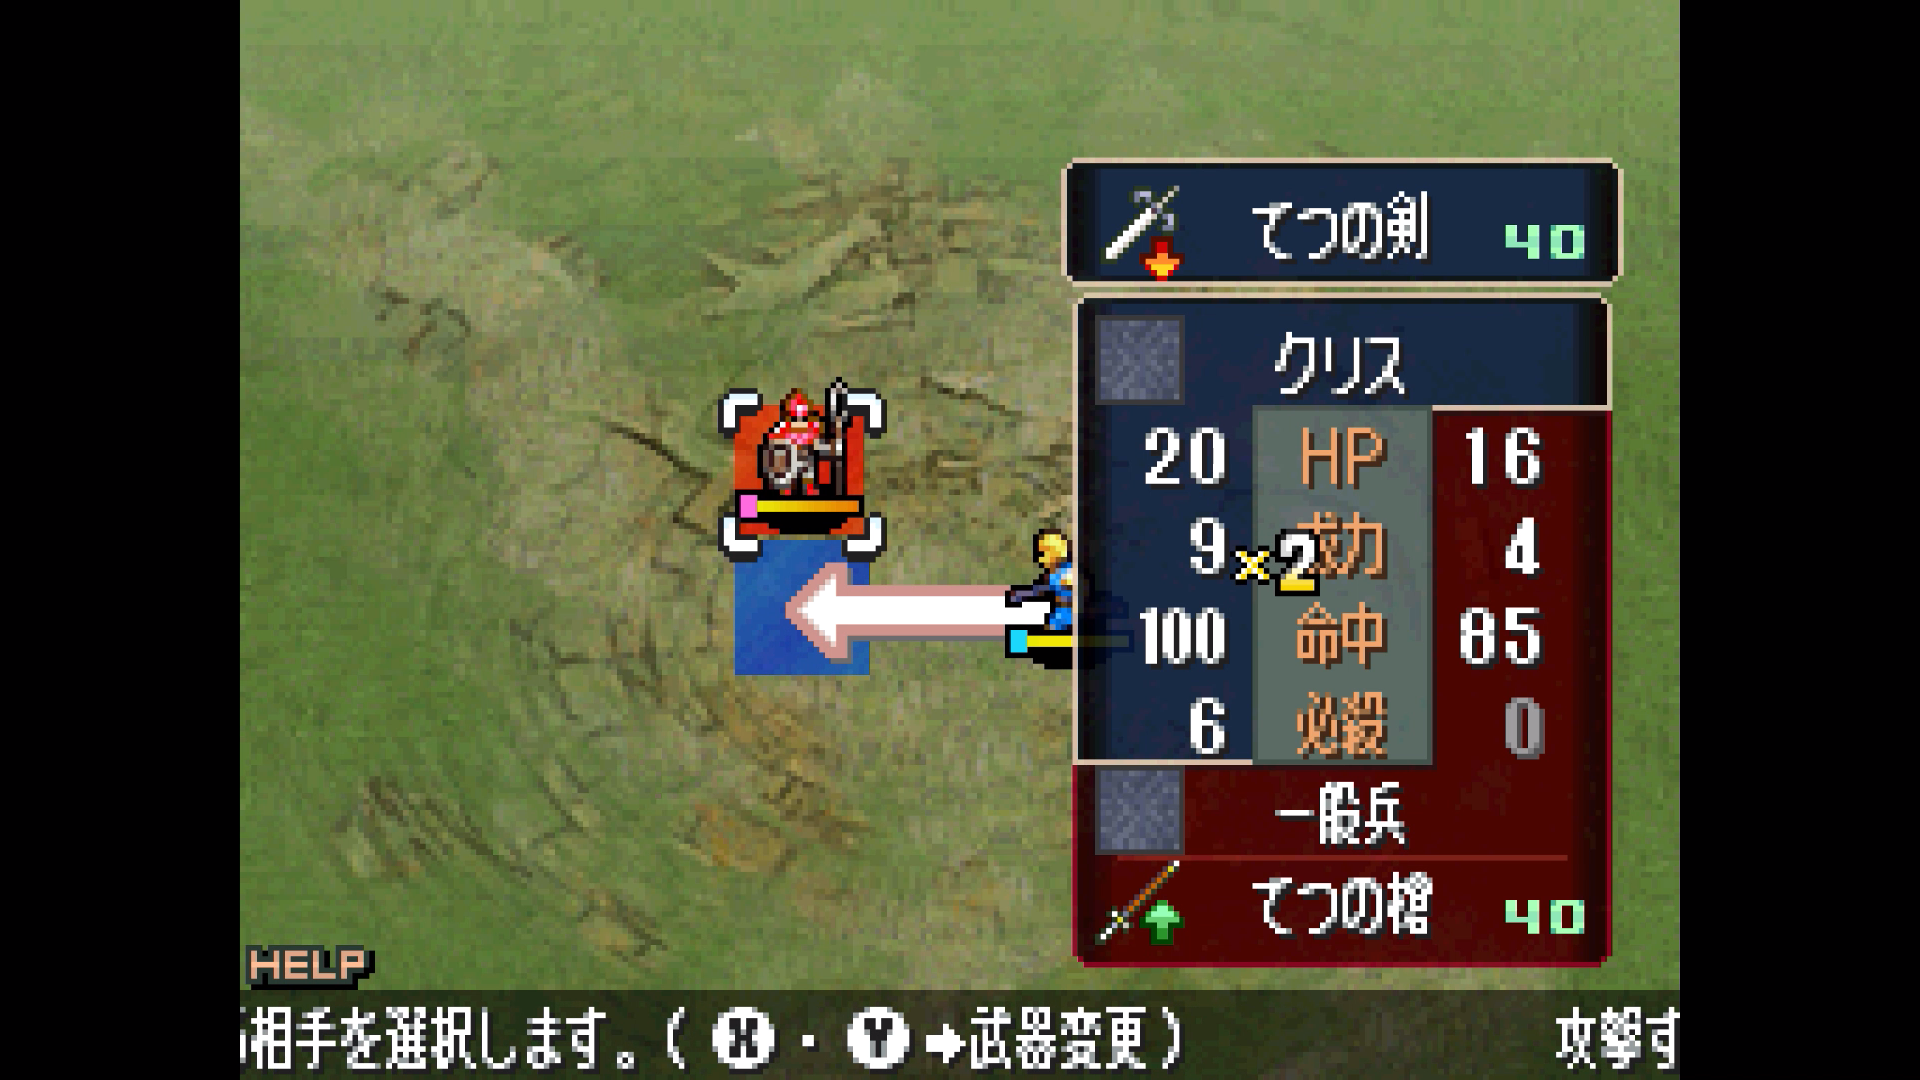 てつの剣 40
クリス
20 HP 16
9 ×2 威力 4
100 命中 85
6 必殺 0
一般兵
てつの槍 40
HELP
相手を選択します。(X・Y➡武器変更) 攻撃す